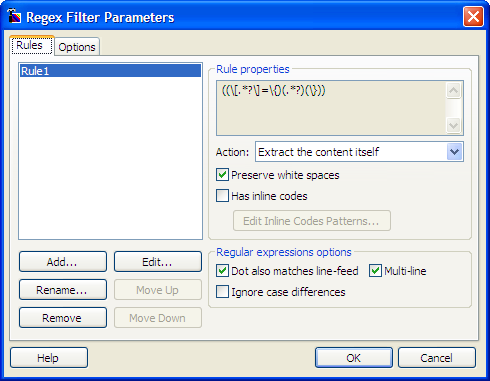 Regex Filter Parameters
Rules
Options
Rule1
Rule properties
((\[.*?\]=\{)(.*?)(\}))
Action: Extract the content itself
Preserve white spaces
Has inline codes
Edit Inline Codes Patterns...
Add...
Edit...
Rename...
Move Up
Remove
Move Down
Regular expressions options
Dot also matches line-feed
Multi-line
Ignore case differences
Help
OK
Cancel